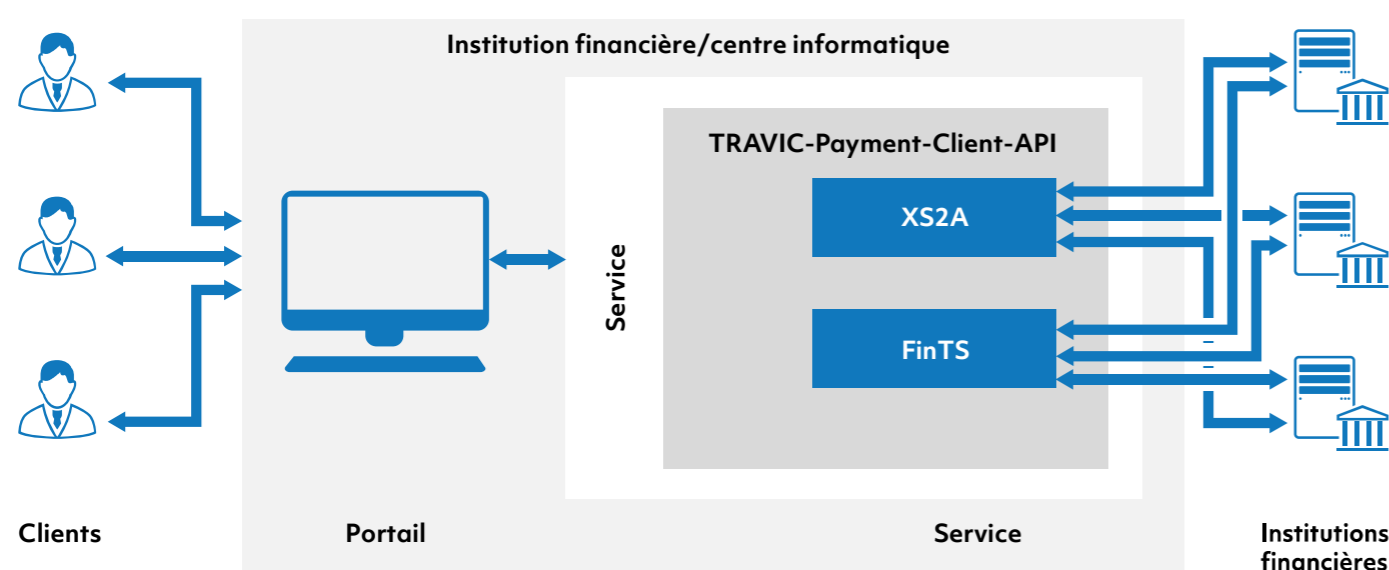 Institution financière/centre informatique
TRAVIC-Payment-Client-API
XS2A
Service
FinTS
Clients
Portail
Service
Institutions
financières